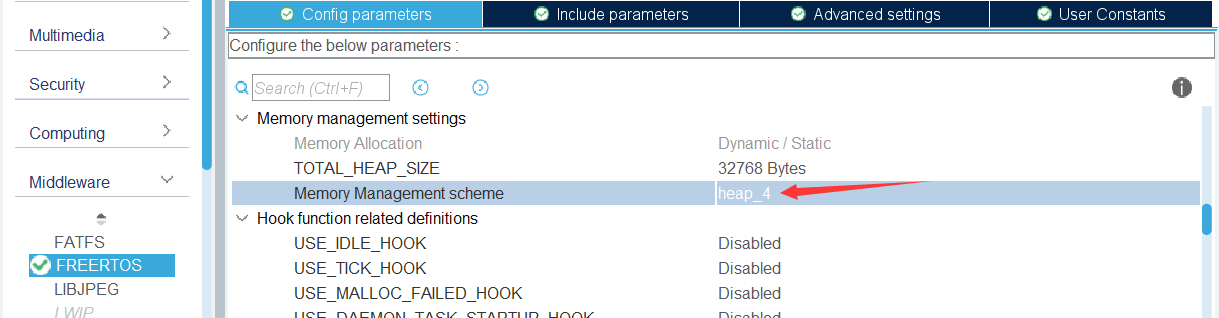 Multimedia
Security
Computing
Middleware
FATFS
FREERTOS
LIBJPEG
LWIP
Config parameters
Include parameters
Advanced settings
User Constants
Configure the below parameters :
Search (Ctrl+F)
Memory management settings
Memory Allocation Dynamic / Static
TOTAL_HEAP_SIZE 32768 Bytes
Memory Management scheme heap_4
Hook function related definitions
USE_IDLE_HOOK Disabled
USE_TICK_HOOK Disabled
USE_MALLOC_FAILED_HOOK Disabled
USE_DAEMON_TASK_STARTUP_HOOK Disabled